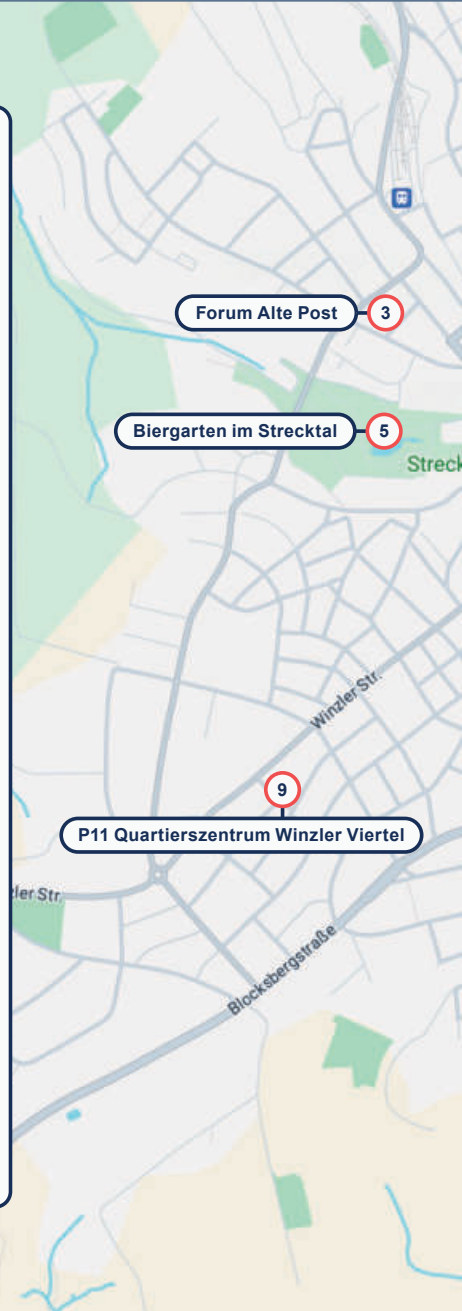 Forum Alte Post 3
Biergarten im Strecktal 5
Streck
Winzler Str.
9
P11 Quartierszentrum Winzler Viertel
zler Str.
Blocksbergstraße